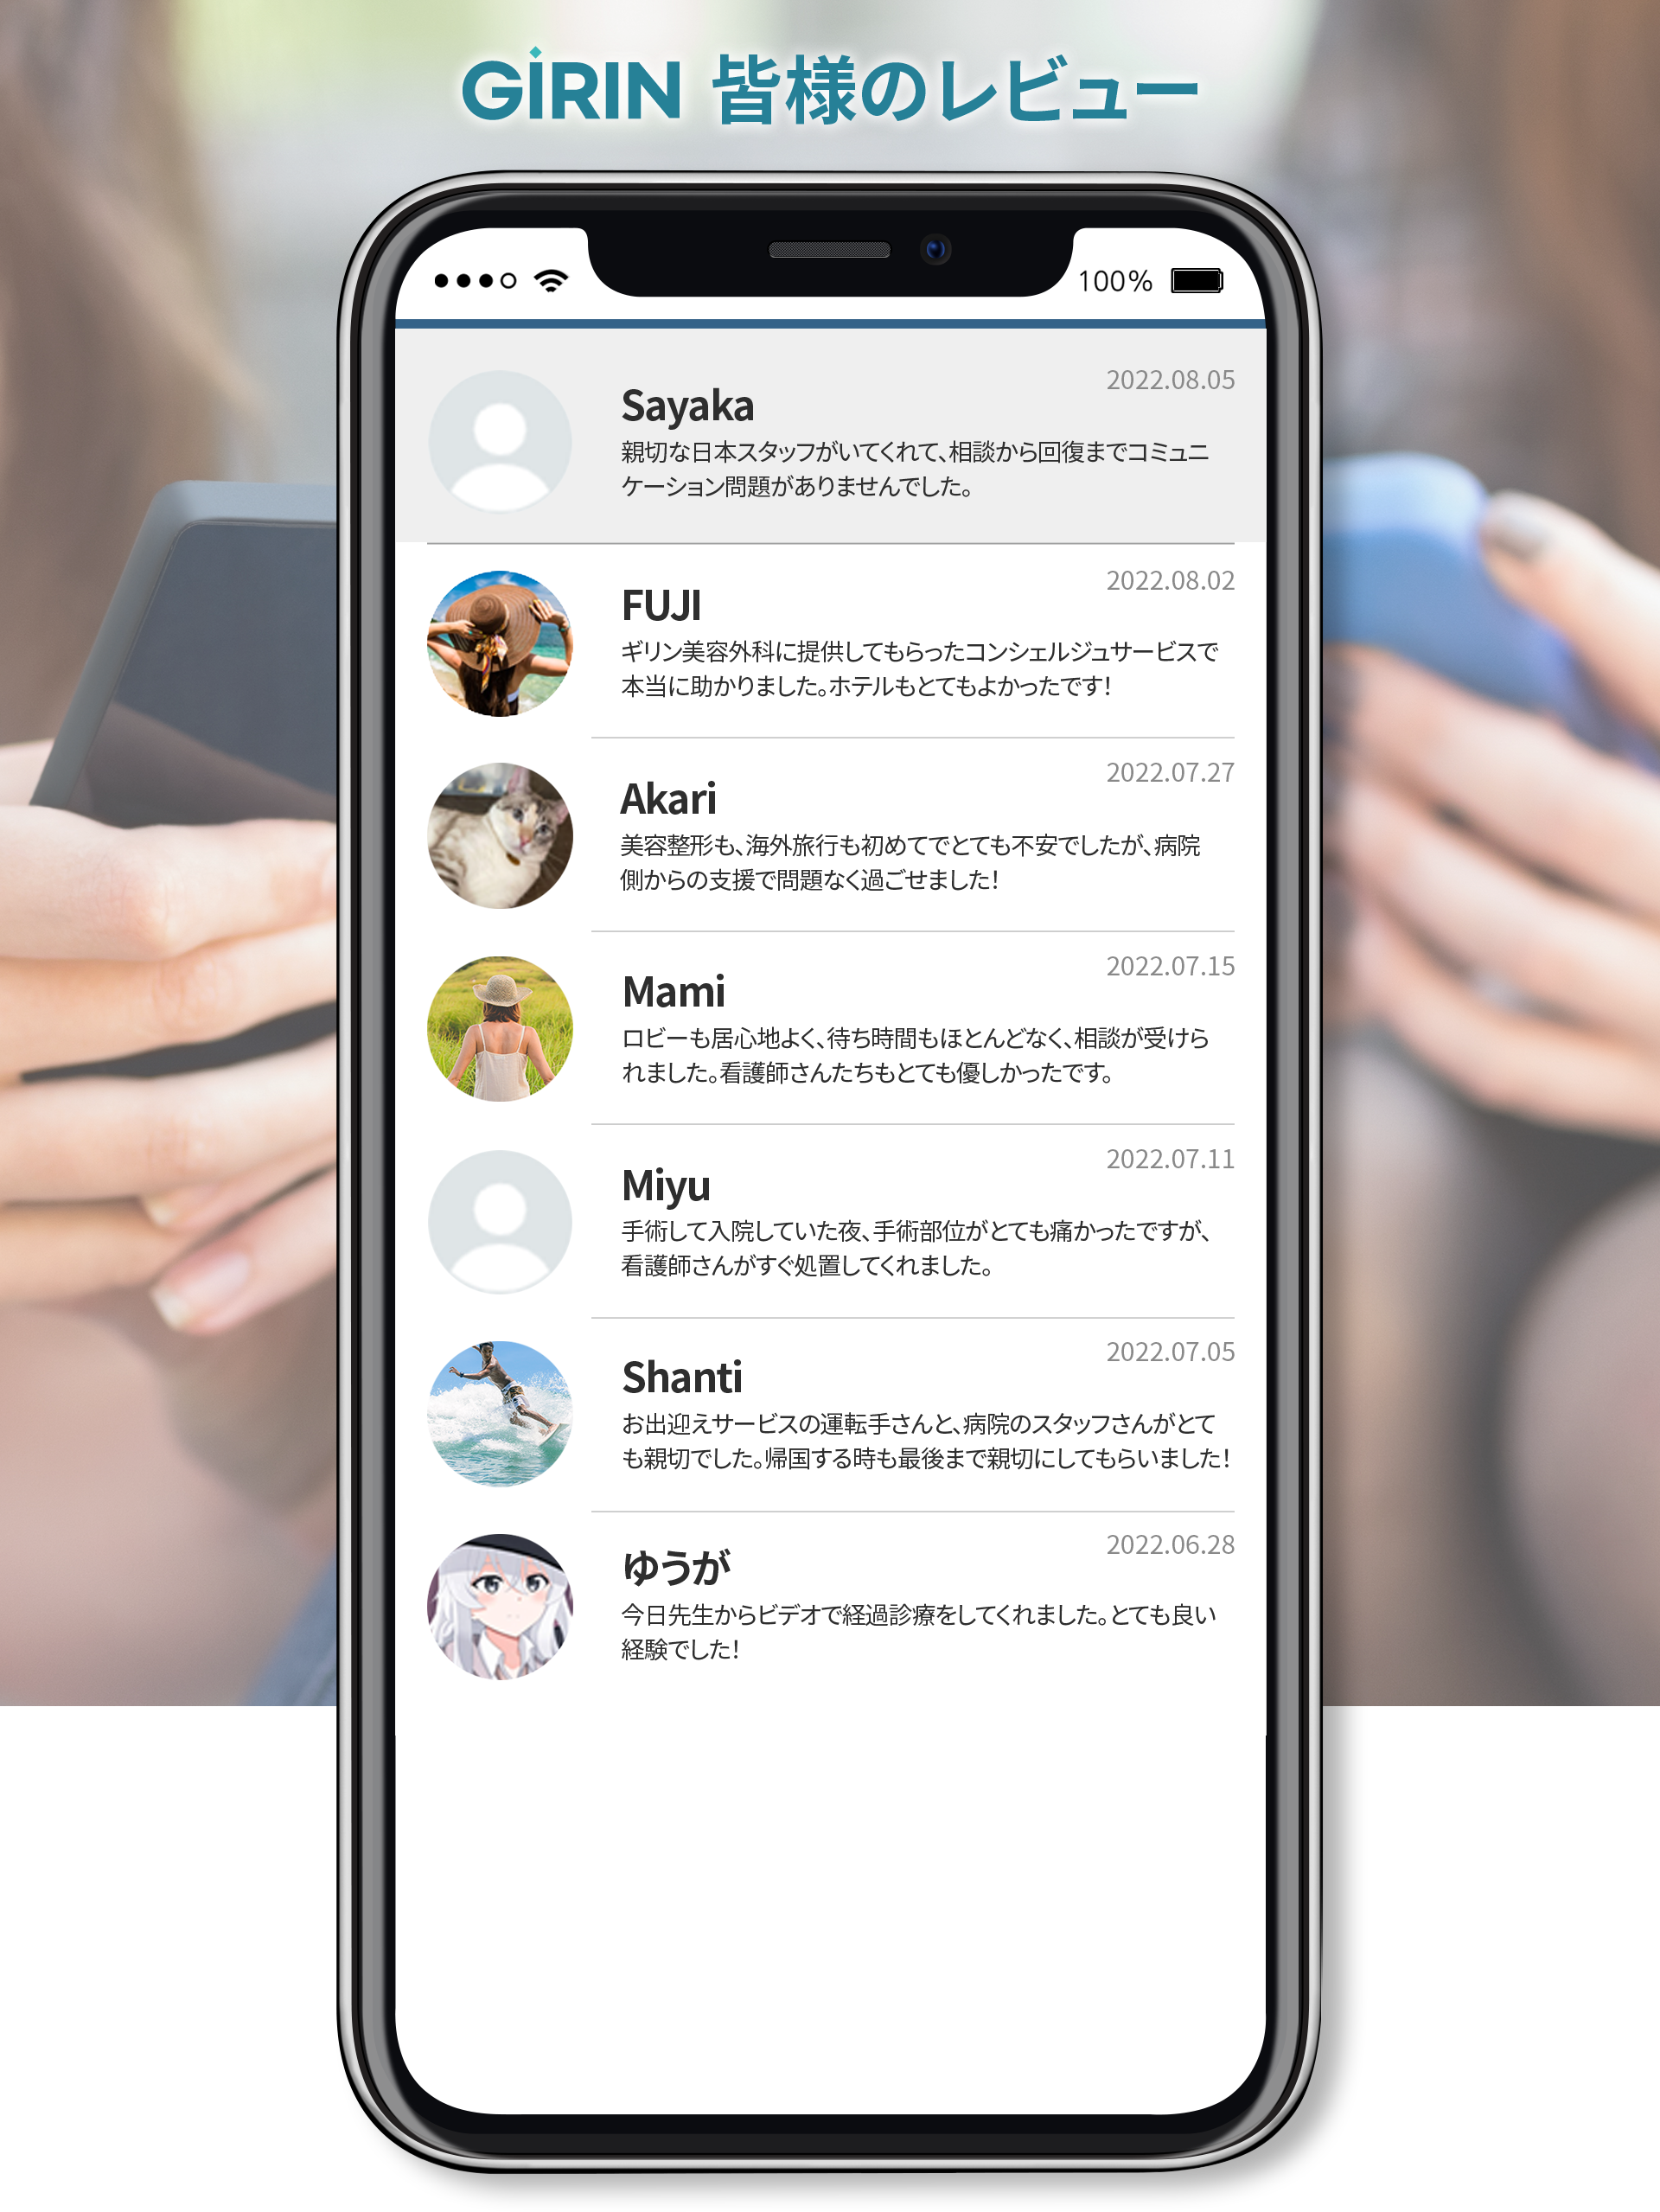 GiRIN 皆様のレビュー
100%
2022.08.05
Sayaka
親切な日本スタッフがいてくれて、相談から回復までコミュニ
ケーション問題がありませんでした。
2022.08.02
FUJI
ギリン美容外科に提供してもらったコンシェルジュサービスで
本当に助かりました。ホテルもとてもよかったです!
2022.07.27
Akari
美容整形も、海外旅行も初めてでとても不安でしたが、病院
側からの支援で問題なく過ごせました!
2022.07.15
Mami
ロビーも居心地よく、待ち時間もほとんどなく、相談が受けら
れました。看護師さんたちもとても優しかったです。
2022.07.11
Miyu
手術して入院していた夜、手術部位がとても痛かったですが、
看護師さんがすぐ処置してくれました。
2022.07.05
Shanti
お出迎えサービスの運転手さんと、病院のスタッフさんがとて
も親切でした。帰国する時も最後まで親切にしてもらいました!
2022.06.28
ゆうが
今日先生からビデオで経過診療をしてくれました。とても良い
経験でした!